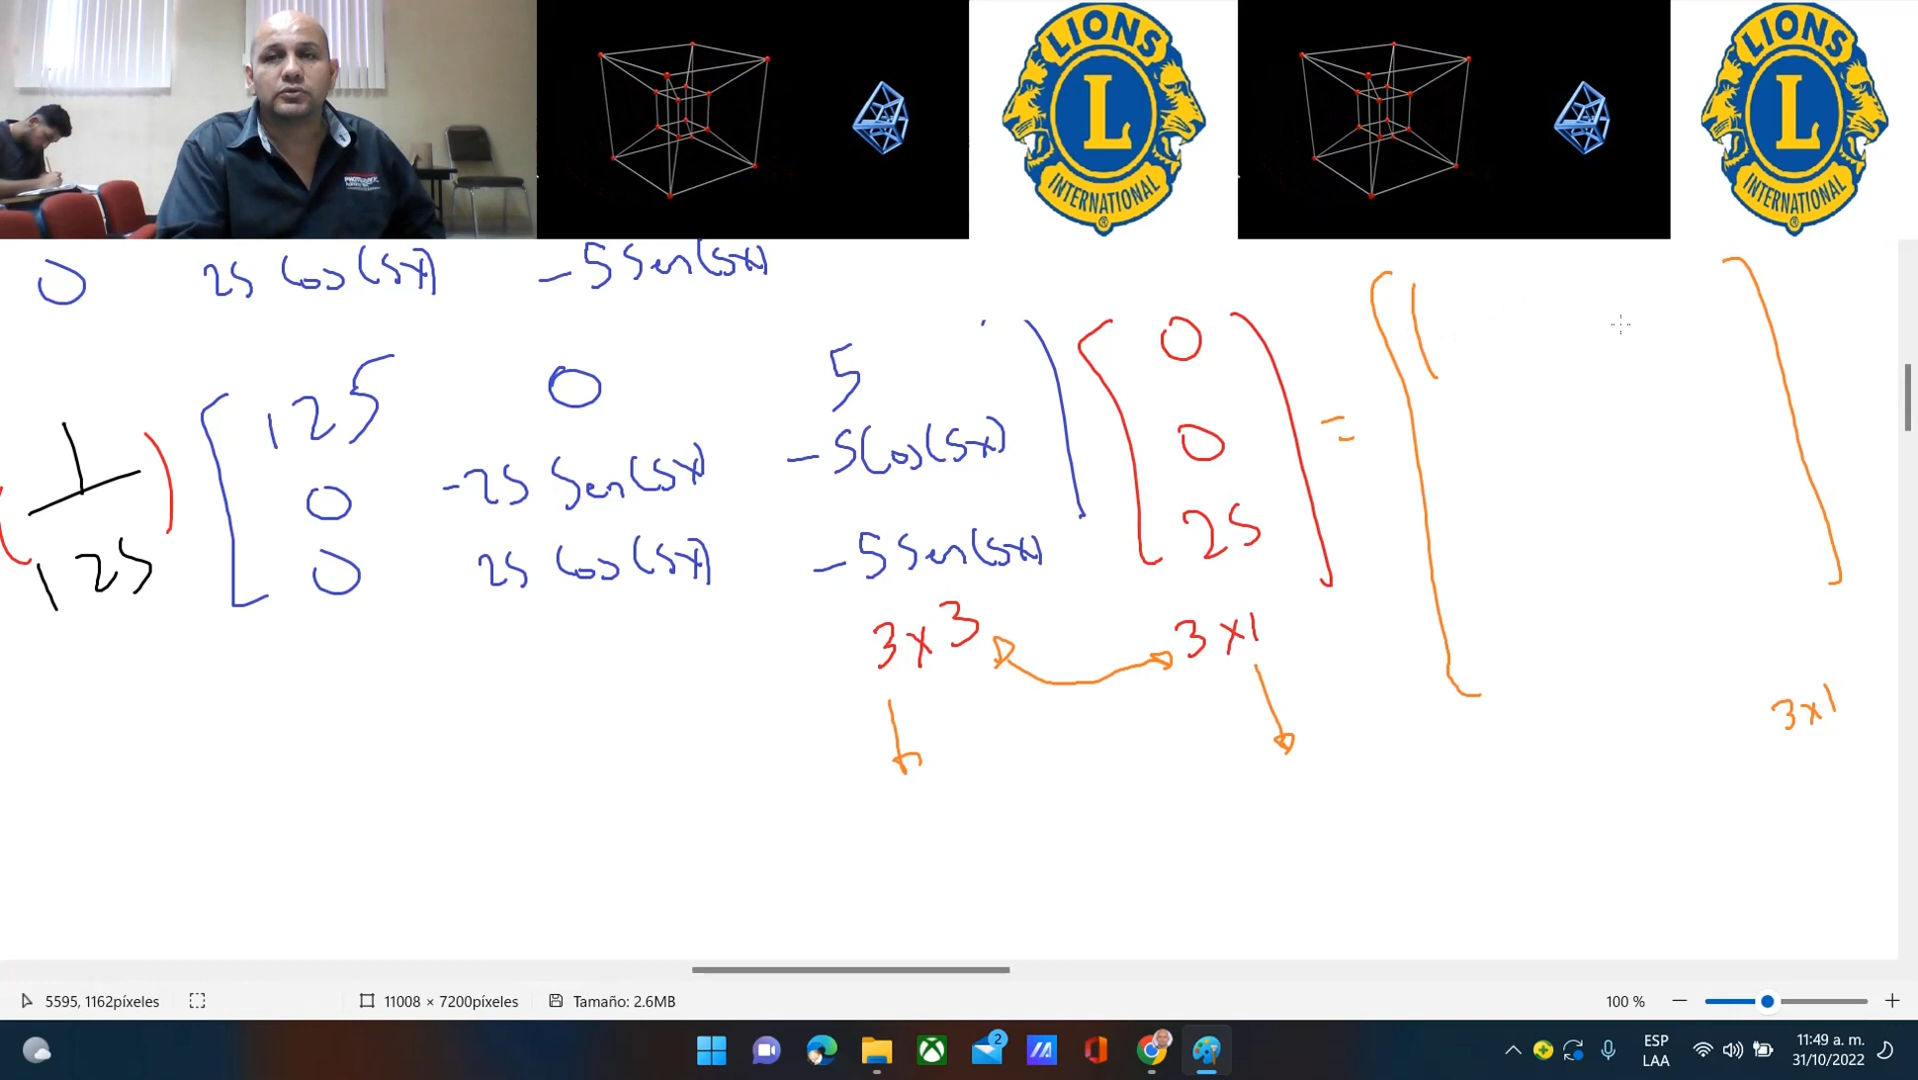 LIONS
L
INTERNATIONAL
®
LIONS
L
INTERNATIONAL
®
0 25 Cos(5x) -5 Sen(5x)
1
125
125 0 5
0 -25 Sen(5x) -5Cos(5x)
0 25 Cos(5x) -5 Sen(5x)
0
0
25
=
3x3 3x1
3x1
5595, 1162píxeles
11008 × 7200píxeles
Tamaño: 2.6MB
100 %
2
ESP
LAA
11:49 a. m.
31/10/2022